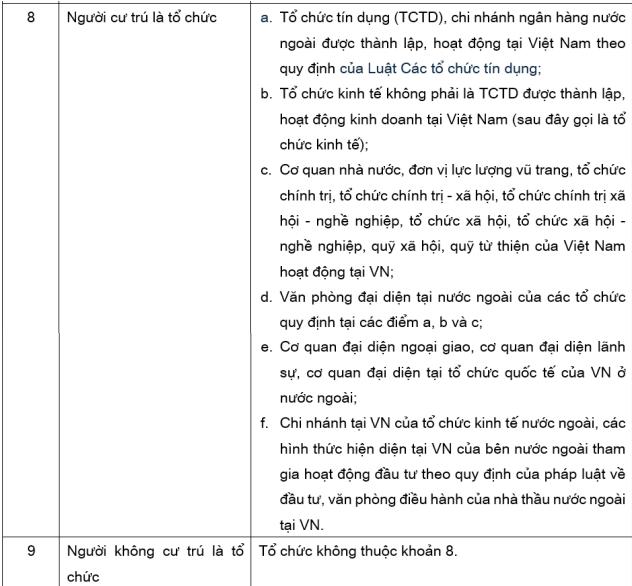 8 Người cư trú là tổ chức a. Tổ chức tín dụng (TCTD), chi nhánh ngân hàng nước
ngoài được thành lập, hoạt động tại Việt Nam theo
quy định của Luật Các tổ chức tín dụng;
b. Tổ chức kinh tế không phải là TCTD được thành lập,
hoạt động kinh doanh tại Việt Nam (sau đây gọi là tổ
chức kinh tế);
c. Cơ quan nhà nước, đơn vị lực lượng vũ trang, tổ chức
chính trị, tổ chức chính trị - xã hội, tổ chức chính trị xã
hội - nghề nghiệp, tổ chức xã hội, tổ chức xã hội -
nghề nghiệp, quỹ xã hội, quỹ từ thiện của Việt Nam
hoạt động tại VN;
d. Văn phòng đại diện tại nước ngoài của các tổ chức
quy định tại các điểm a, b và c;
e. Cơ quan đại diện ngoại giao, cơ quan đại diện lãnh
sự, cơ quan đại diện tại tổ chức quốc tế của VN ở
nước ngoài;
f. Chi nhánh tại VN của tổ chức kinh tế nước ngoài, các
hình thức hiện diện tại VN của bên nước ngoài tham
gia hoạt động đầu tư theo quy định của pháp luật về
đầu tư, văn phòng điều hành của nhà thầu nước ngoài
tại VN.
9 Người không cư trú là tổ Tổ chức không thuộc khoản 8.
chức